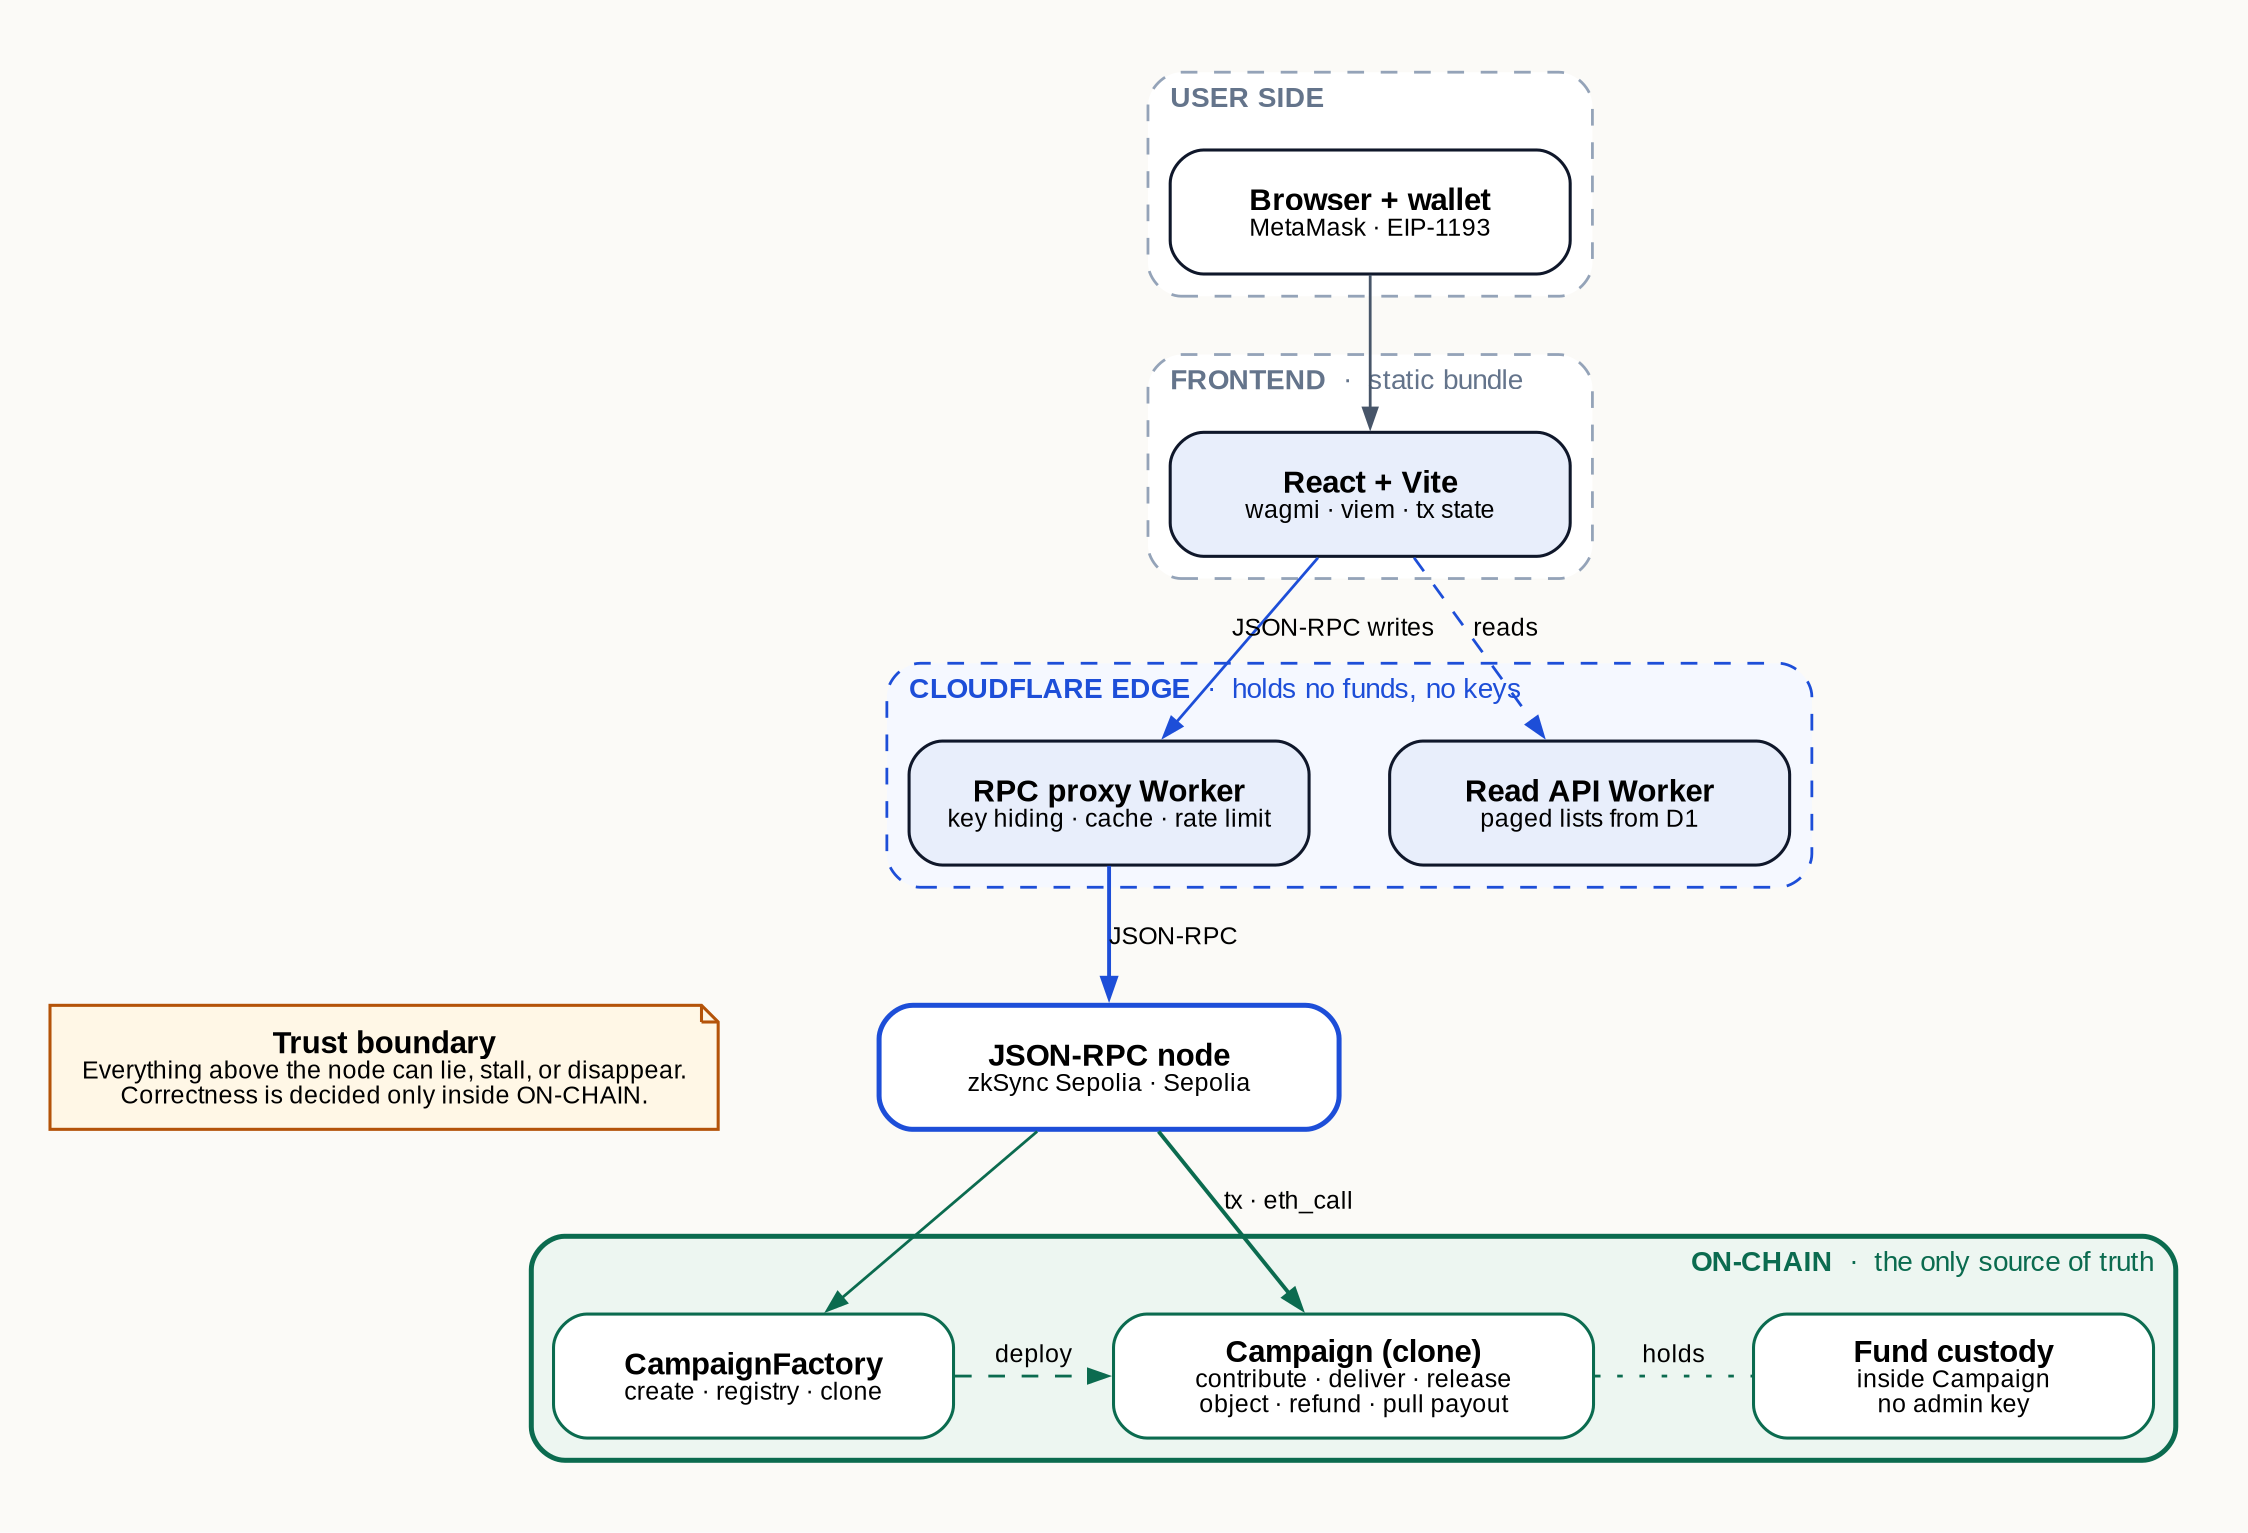 USER SIDE
Browser + wallet
MetaMask · EIP-1193
FRONTEND · static bundle
React + Vite
wagmi · viem · tx state
JSON-RPC writes
reads
CLOUDFLARE EDGE · holds no funds, no keys
RPC proxy Worker
key hiding · cache · rate limit
Read API Worker
paged lists from D1
JSON-RPC
Trust boundary
Everything above the node can lie, stall, or disappear.
Correctness is decided only inside ON-CHAIN.
JSON-RPC node
zkSync Sepolia · Sepolia
tx · eth_call
ON-CHAIN · the only source of truth
CampaignFactory
create · registry · clone
deploy
Campaign (clone)
contribute · deliver · release
object · refund · pull payout
holds
Fund custody
inside Campaign
no admin key